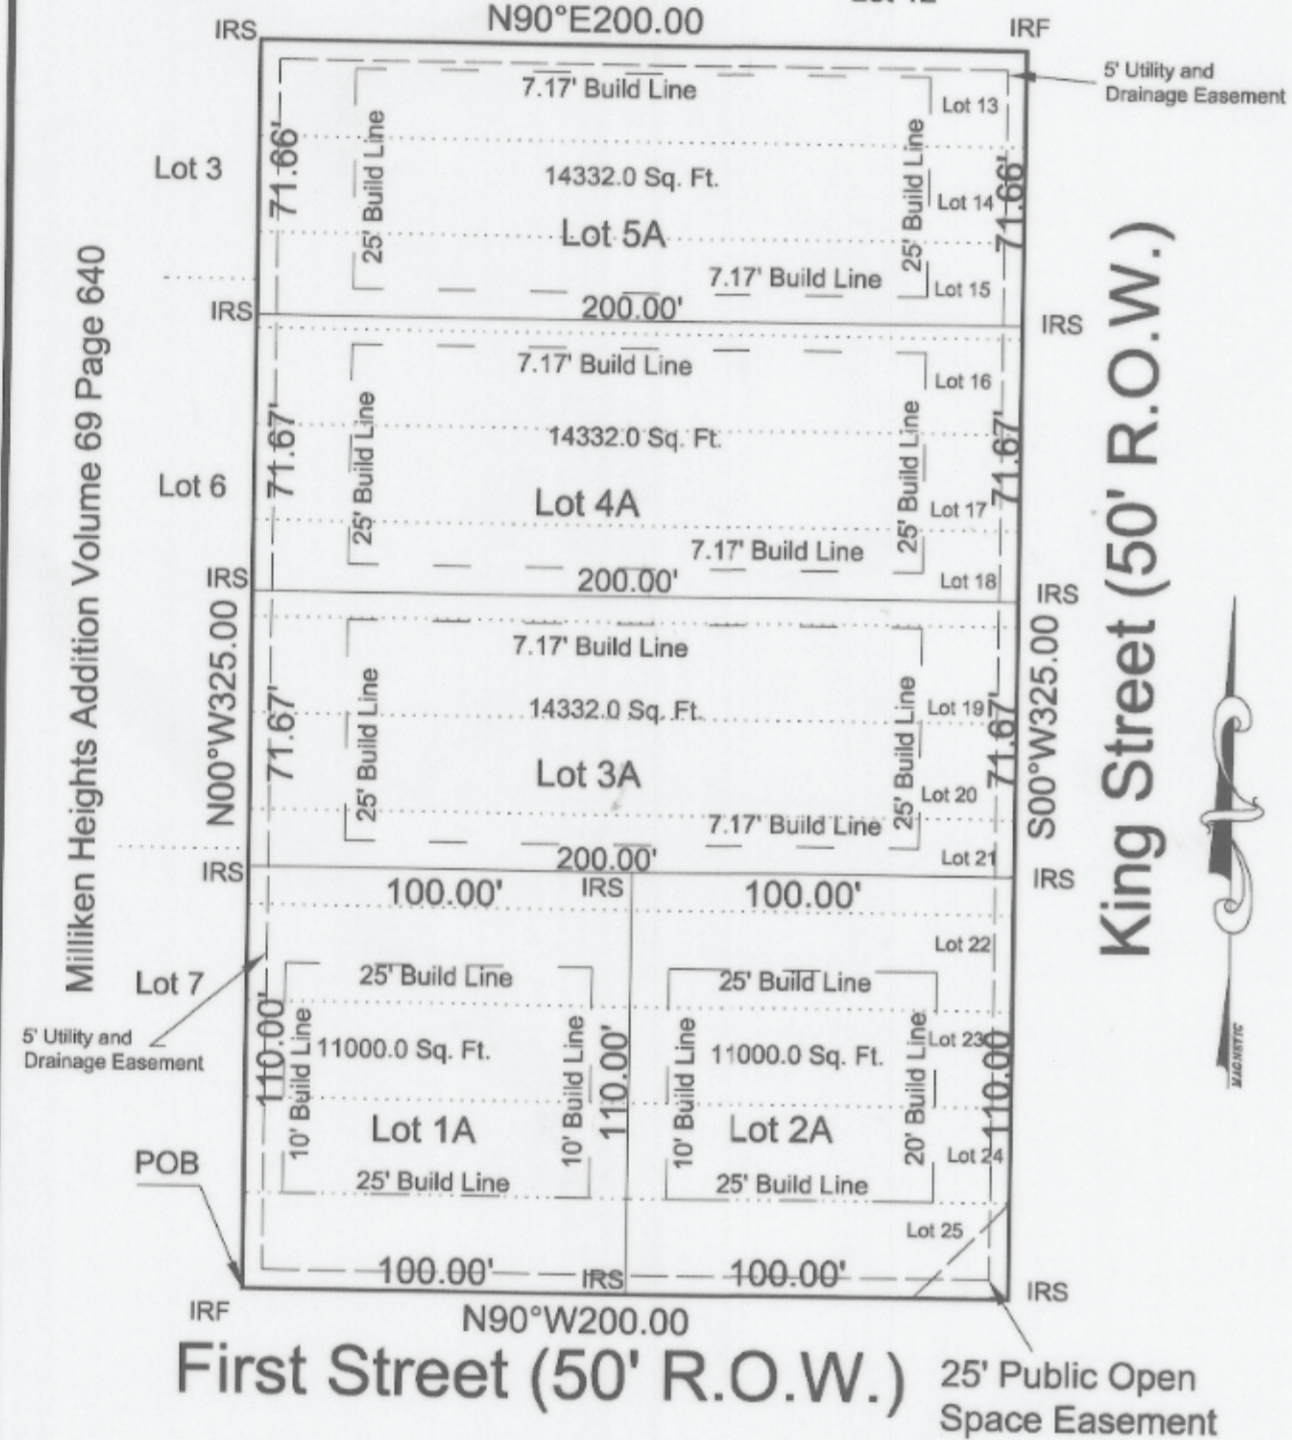 N90°E200.00
IRS
IRF
5' Utility and
Drainage Easement
7.17' Build Line
Lot 13
71.66'
25' Build Line
25' Build Line
71.66'
Lot 3
14332.0 Sq. Ft.
Lot 14
Lot 5A
7.17' Build Line
Lot 15
200.00'
IRS
IRS
7.17' Build Line
Lot 16
71.67'
25' Build Line
25' Build Line
71.67'
14332.0 Sq. Ft.
Lot 6
Lot 4A
Lot 17
7.17' Build Line
200.00'
Lot 18
IRS
IRS
Milliken Heights Addition Volume 69 Page 640
King Street (50' R.O.W.)
N00°W325.00
S00°W325.00
7.17' Build Line
71.67'
25' Build Line
25' Build Line
71.67'
14332.0 Sq. Ft.
Lot 19
Lot 3A
Lot 20
7.17' Build Line
200.00'
Lot 21
IRS
IRS
100.00'
IRS
100.00'
Lot 22
Lot 7
25' Build Line
25' Build Line
5' Utility and
Drainage Easement
110.00'
10' Build Line
11000.0 Sq. Ft.
10' Build Line
110.00'
10' Build Line
11000.0 Sq. Ft.
20' Build Line
Lot 23
110.00
MAGNETIC
Lot 1A
Lot 2A
Lot 24
POB
25' Build Line
25' Build Line
Lot 25
100.00'
IRS
100.00'
IRF
IRS
N90°W200.00
First Street (50' R.O.W.)
25' Public Open
Space Easement